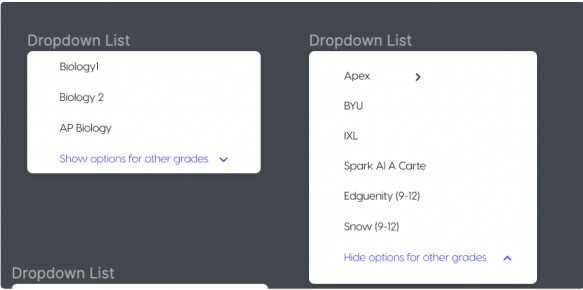 Dropdown List
Biology1
Biology 2
AP Biology
Show options for other grades
Dropdown List
Apex
BYU
IXL
Spark Al A Carte
Edguenity (9-12)
Snow (9-12)
Hide options for other grades
Dropdown List